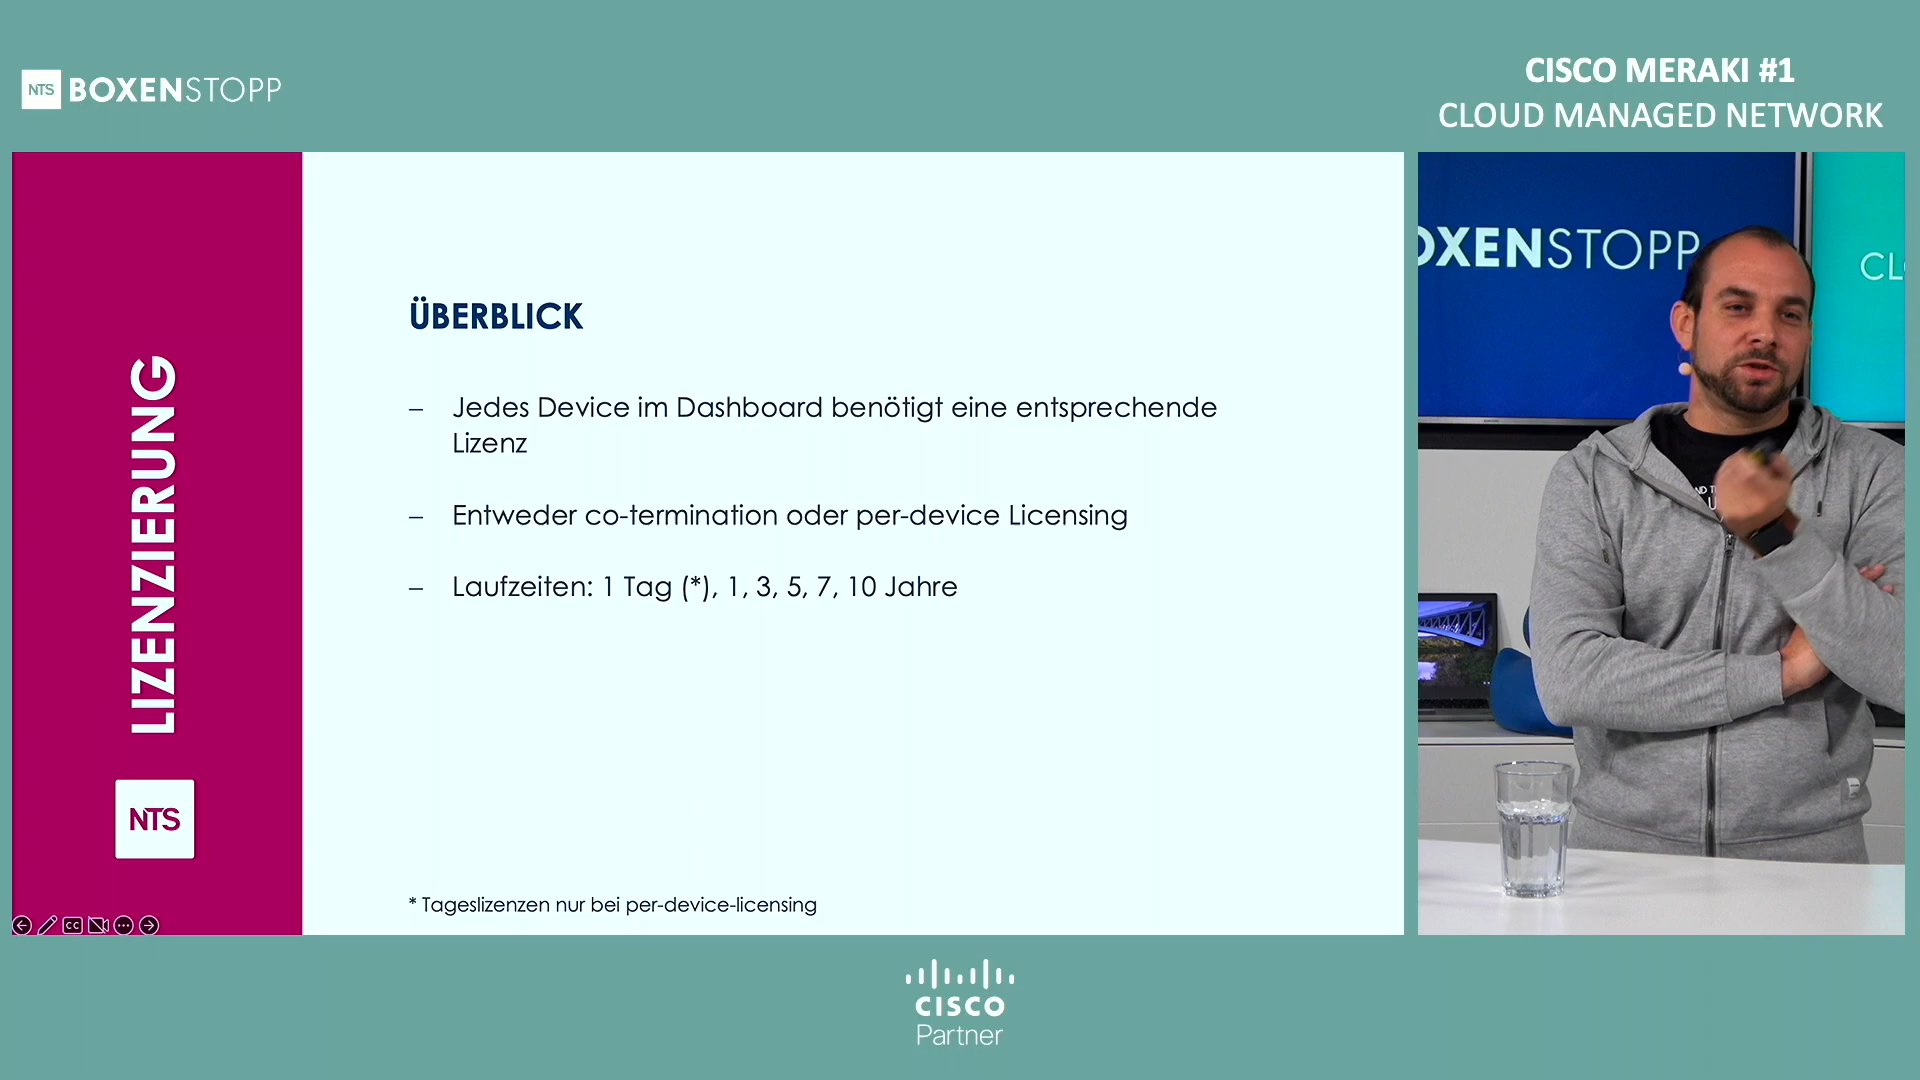 NTS BOXENSTOPP
CISCO MERAKI #1
CLOUD MANAGED NETWORK
LIZENZIERUNG
NTS
ÜBERBLICK
– Jedes Device im Dashboard benötigt eine entsprechende
Lizenz
– Entweder co-termination oder per-device Licensing
– Laufzeiten: 1 Tag (*), 1, 3, 5, 7, 10 Jahre
* Tageslizenzen nur bei per-device-licensing
CC
OXENSTOPP
CL
CISCO
Partner